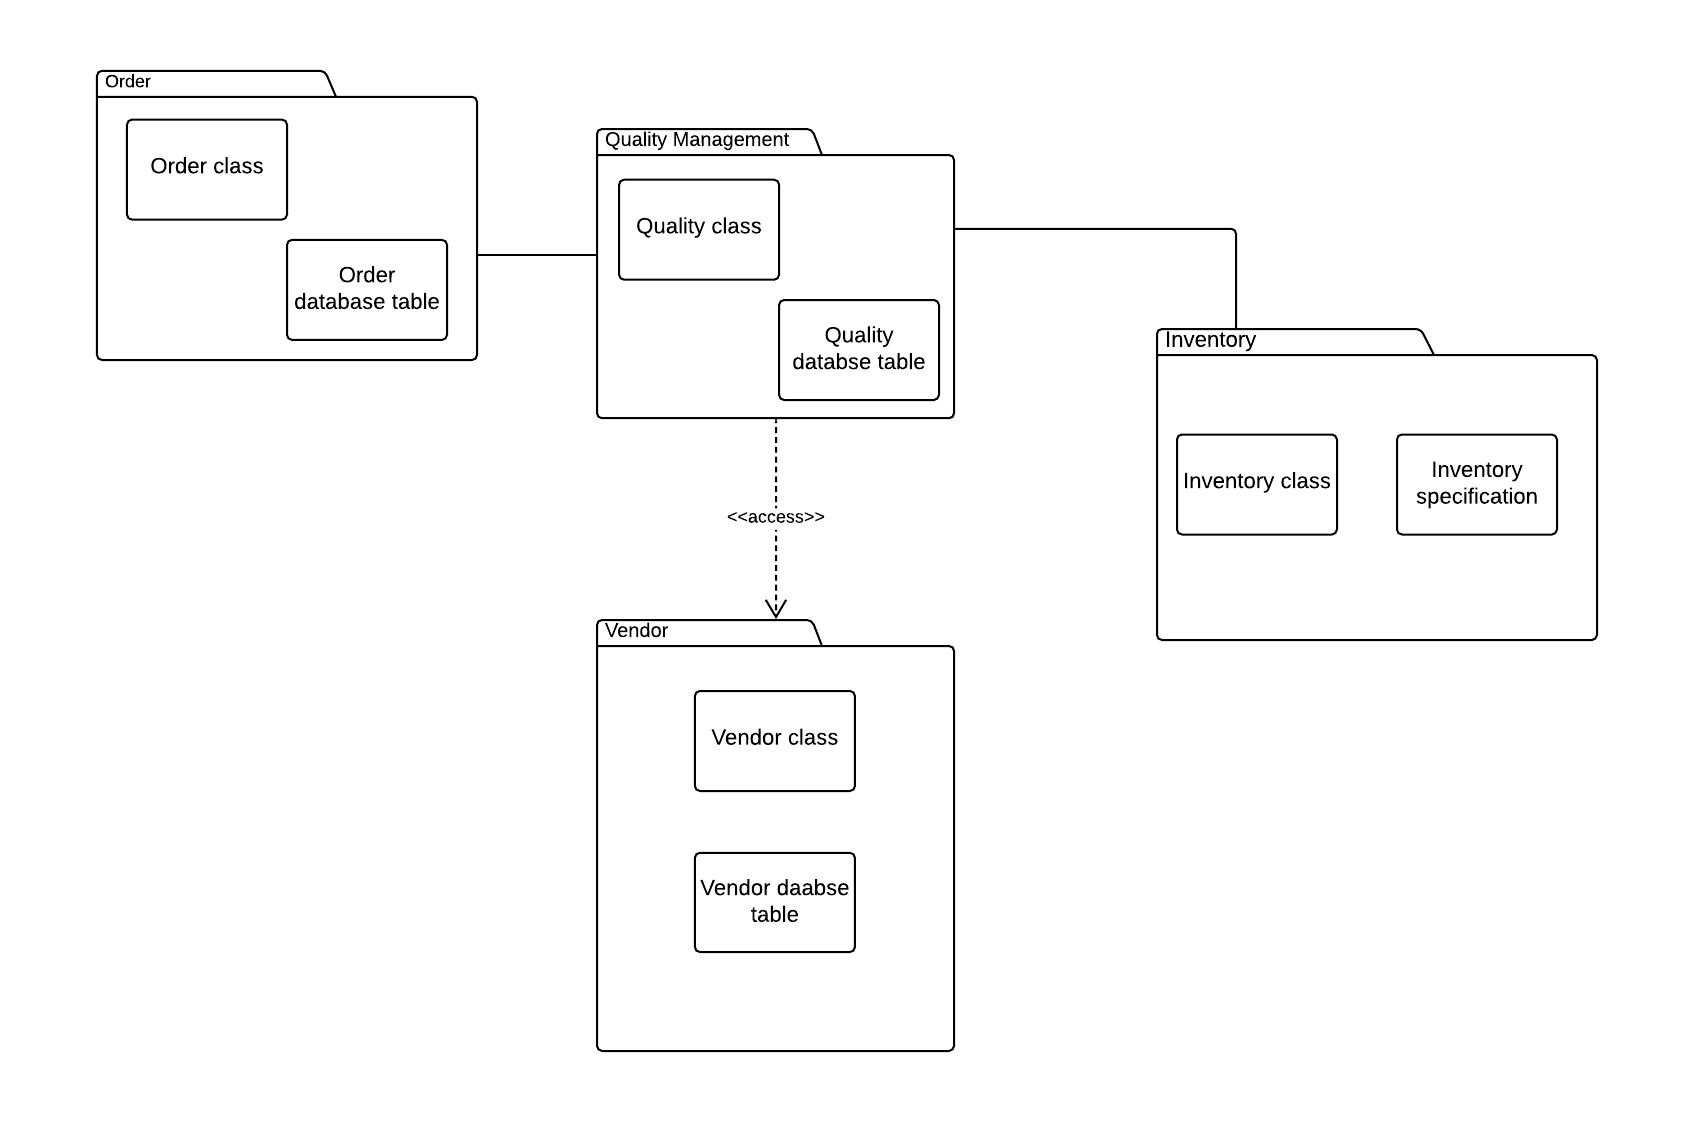 Order
Order class
Order
database table
Quality Management
Quality class
Quality
databse table
<<access>>
Inventory
Inventory class
Inventory
specification
Vendor
Vendor class
Vendor daabse
table